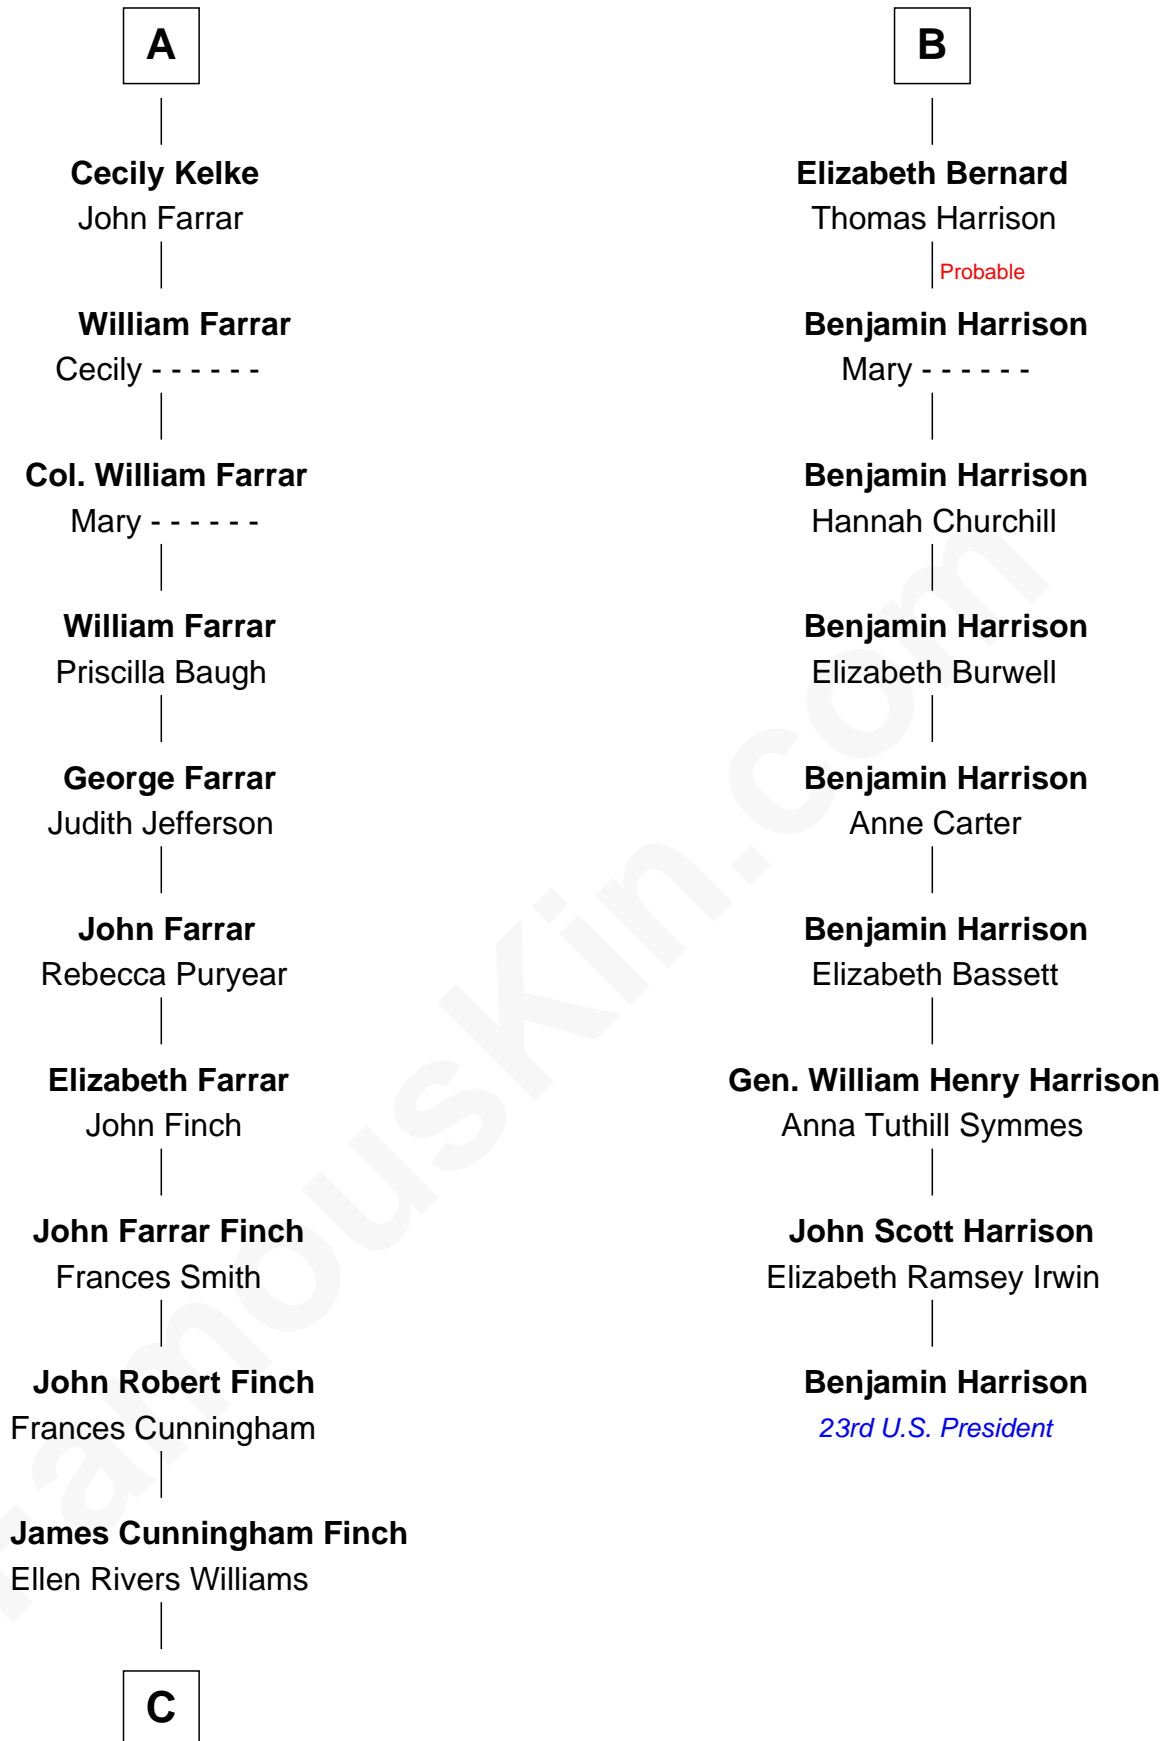 A
Cecily Kelke
John Farrar
William Farrar
Cecily - - - - - -
Col. William Farrar
Mary - - - - - -
William Farrar
Priscilla Baugh
George Farrar
Judith Jefferson
John Farrar
Rebecca Puryear
Elizabeth Farrar
John Finch
John Farrar Finch
Frances Smith
John Robert Finch
Frances Cunningham
James Cunningham Finch
Ellen Rivers Williams
C
B
Elizabeth Bernard
Thomas Harrison
Probable
Benjamin Harrison
Mary - - - - - -
Benjamin Harrison
Hannah Churchill
Benjamin Harrison
Elizabeth Burwell
Benjamin Harrison
Anne Carter
Benjamin Harrison
Elizabeth Bassett
Gen. William Henry Harrison
Anna Tuthill Symmes
John Scott Harrison
Elizabeth Ramsey Irwin
Benjamin Harrison
23rd U.S. President
FamousKin.com